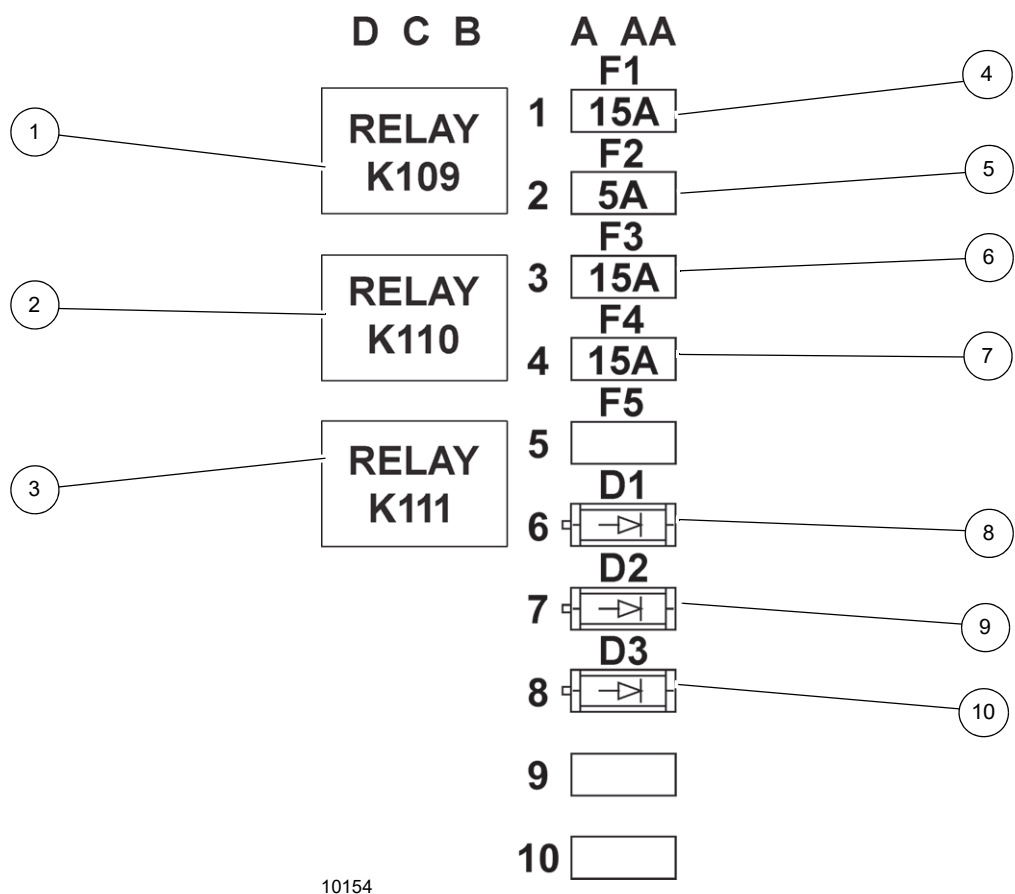 D C B A AA
F1
4
1 RELAY K109 1 15A
F2
5
2 5A
F3
6
2 RELAY K110 3 15A
F4
7
4 15A
F5
3 RELAY K111 5
D1
8
6
D2
7
9
D3
8
10
9
10
10154